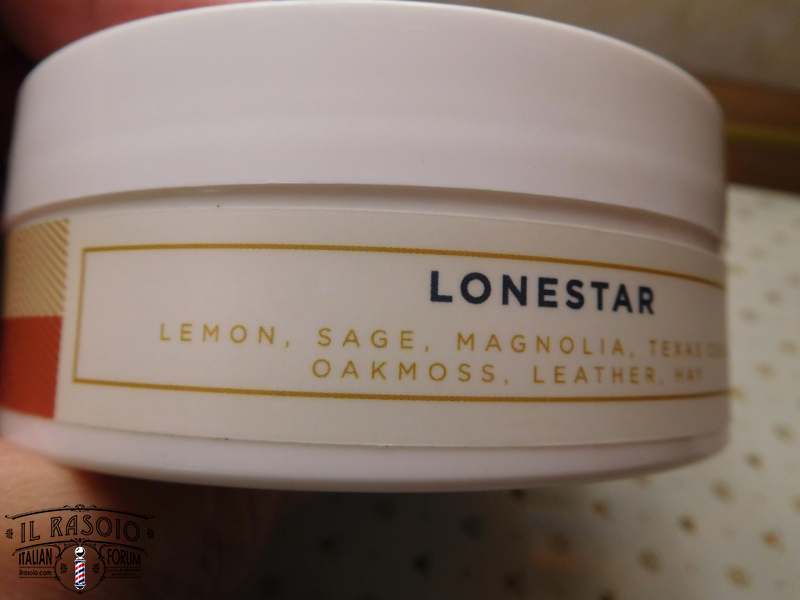 LONESTAR
LEMON, SAGE, MAGNOLIA, TEXAS
OAKMOSS, LEATHER, HAY
IL RASOIO
ITALIAN FORUM
ilrasoio.com